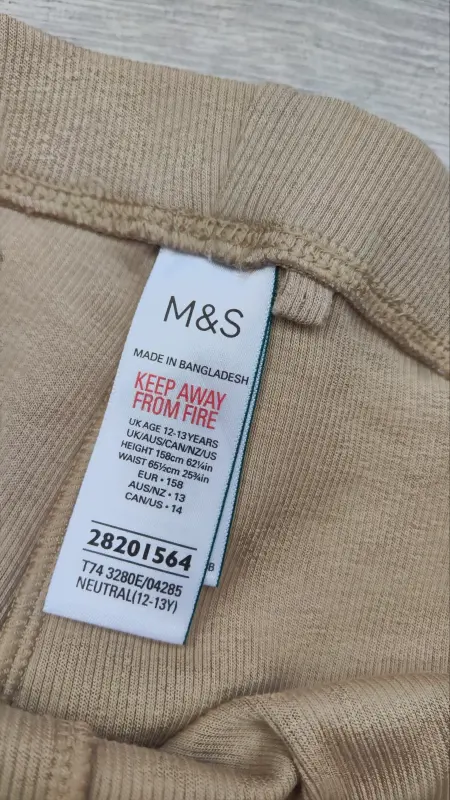 M&S
MADE IN BANGLADESH
KEEP AWAY
FROM FIRE
UK AGE 12-13 YEARS
UK/AUS/CAN/NZ/US
HEIGHT 158cm 62¼in
WAIST 65½cm 25¾in
EUR • 158
AUS/NZ • 13
CAN/US • 14
28201564
T74 3280E/04285
NEUTRAL(12-13Y)
B